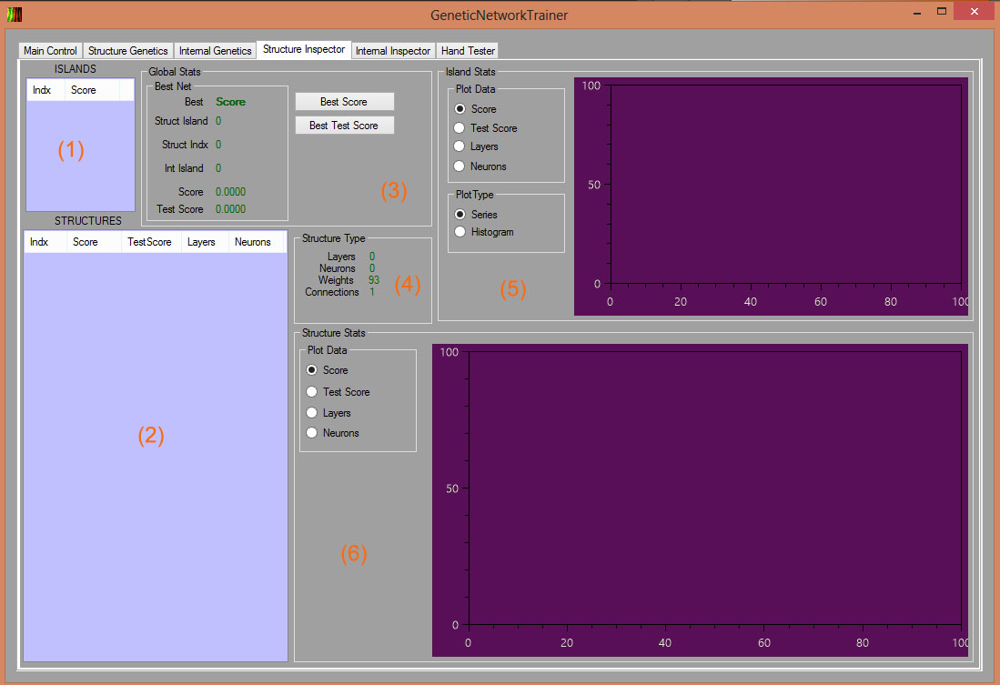 GeneticNetworkTrainer
Main Control Structure Genetics Internal Genetics Structure Inspector Internal Inspector Hand Tester
ISLANDS
Indx Score
(1)
STRUCTURES
Indx Score TestScore Layers Neurons
(2)
Global Stats
Best Net
Best Score
Struct Island 0
Struct Indx 0
Int Island 0
Score 0.0000
Test Score 0.0000
Best Score
Best Test Score
(3)
Structure Type
Layers 0
Neurons 0
Weights 93
Connections 1
(4)
Island Stats
Plot Data
Score
Test Score
Layers
Neurons
PlotType
Series
Histogram
(5)
100
50
0
0 20 40 60 80 100
Structure Stats
Plot Data
Score
Test Score
Layers
Neurons
(6)
100
50
0
0 20 40 60 80 100